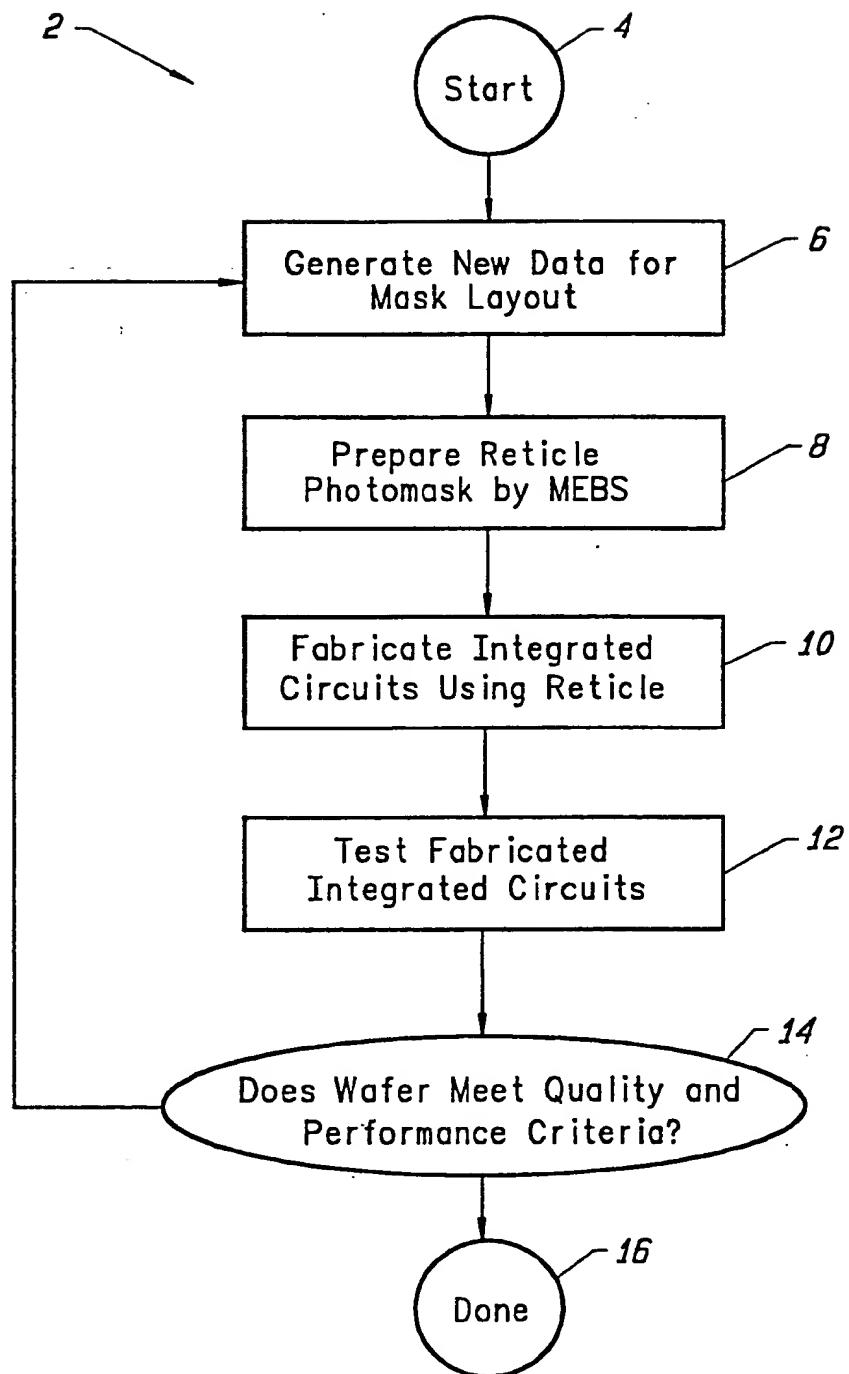 2
4
Start
6
Generate New Data for
Mask Layout
8
Prepare Reticle
Photomask by MEBS
10
Fabricate Integrated
Circuits Using Reticle
12
Test Fabricated
Integrated Circuits
14
Does Wafer Meet Quality and
Performance Criteria?
16
Done